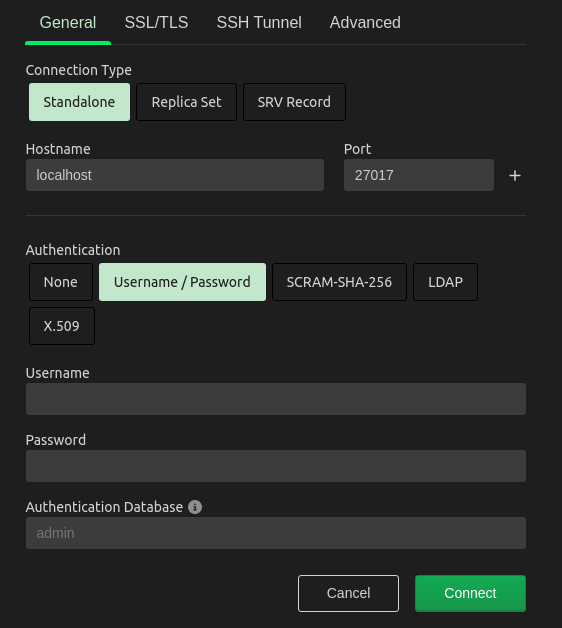 General SSL/TLS SSH Tunnel Advanced
Connection Type
Standalone Replica Set SRV Record
Hostname Port
localhost 27017 +
Authentication
None Username / Password SCRAM-SHA-256 LDAP
X.509
Username
Password
Authentication Database i
admin
Cancel Connect